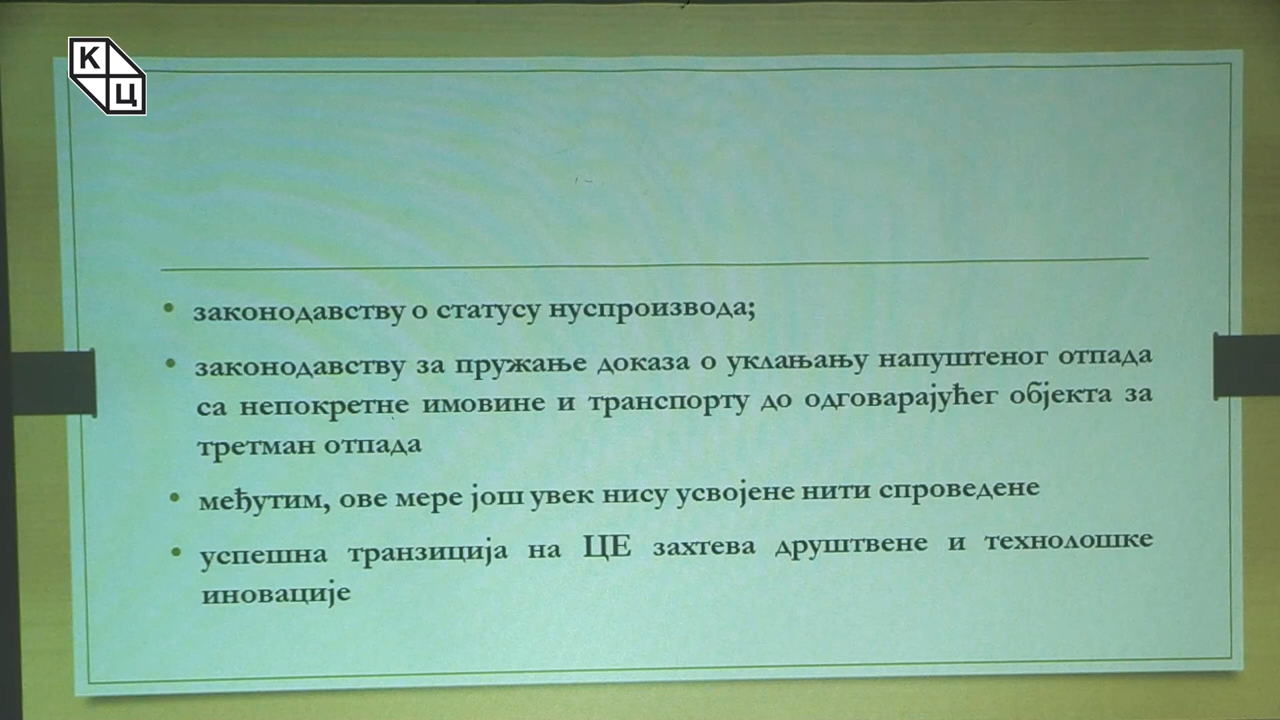 К
Ц
• законодавству о статусу нуспроизвода;
• законодавству за пружање доказа о уклањању напуштеног отпада
са непокретне имовине и транспорту до одговарајућег објекта за
третман отпада
• међутим, ове мере још увек нису усвојене нити спроведене
• успешна транзиција на ЦЕ захтева друштвене и технолошке
иновације